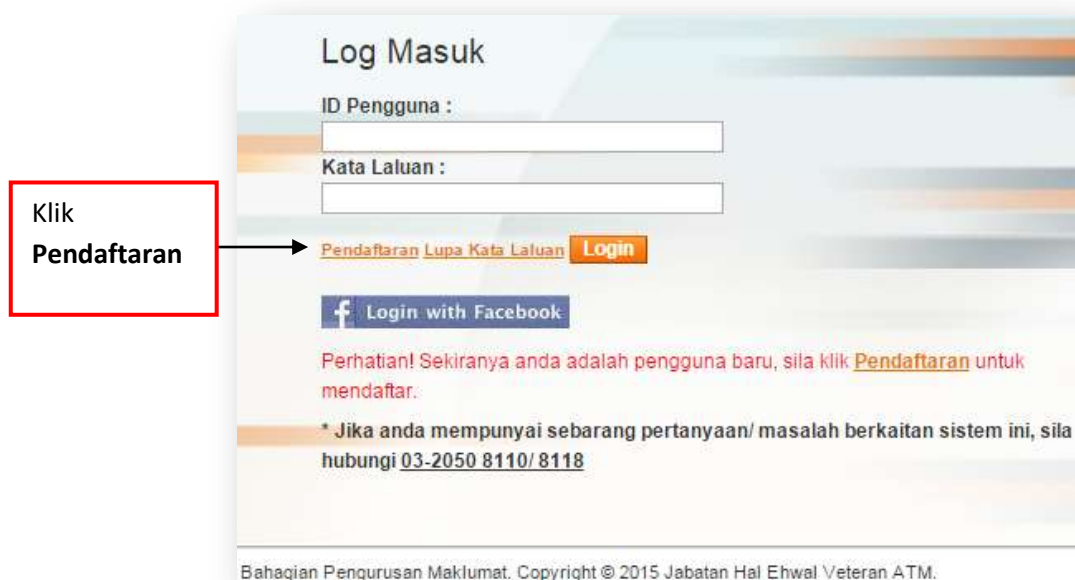 Log Masuk
ID Pengguna :
Kata Laluan :
Klik
Pendaftaran
Pendaftaran Lupa Kata Laluan Login
f Login with Facebook
Perhatian! Sekiranya anda adalah pengguna baru, sila klik Pendaftaran untuk
mendaftar.
* Jika anda mempunyai sebarang pertanyaan/ masalah berkaitan sistem ini, sila
hubungi 03-2050 8110/ 8118
Bahagian Pengurusan Maklumat. Copyright © 2015 Jabatan Hal Ehwal Veteran ATM.